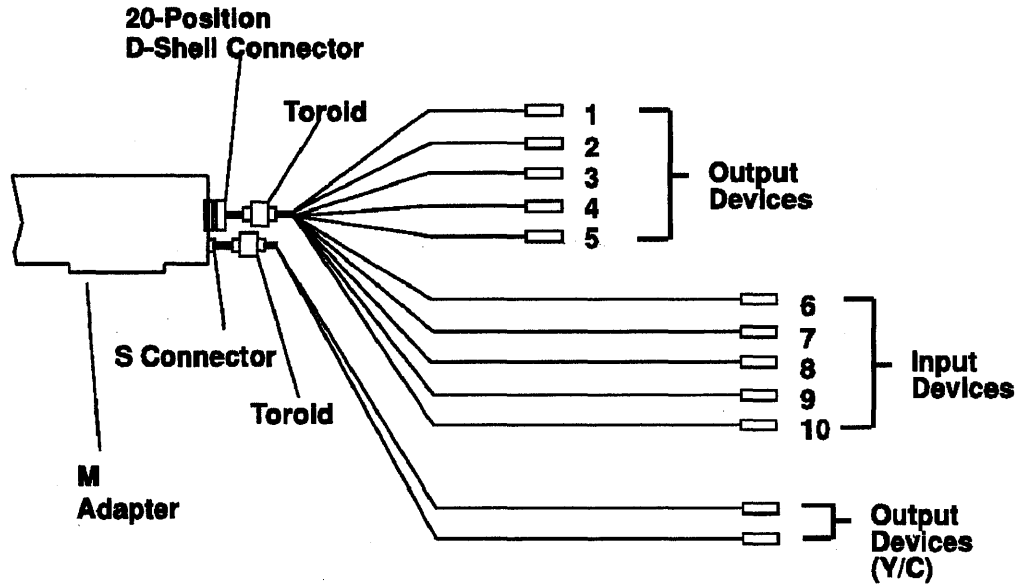 20-Position
D-Shell Connector
Toroid
1
2
3
4
5
Output
Devices
6
7
8
9
10
Input
Devices
S Connector
Toroid
M
Adapter
Output
Devices
(Y/C)